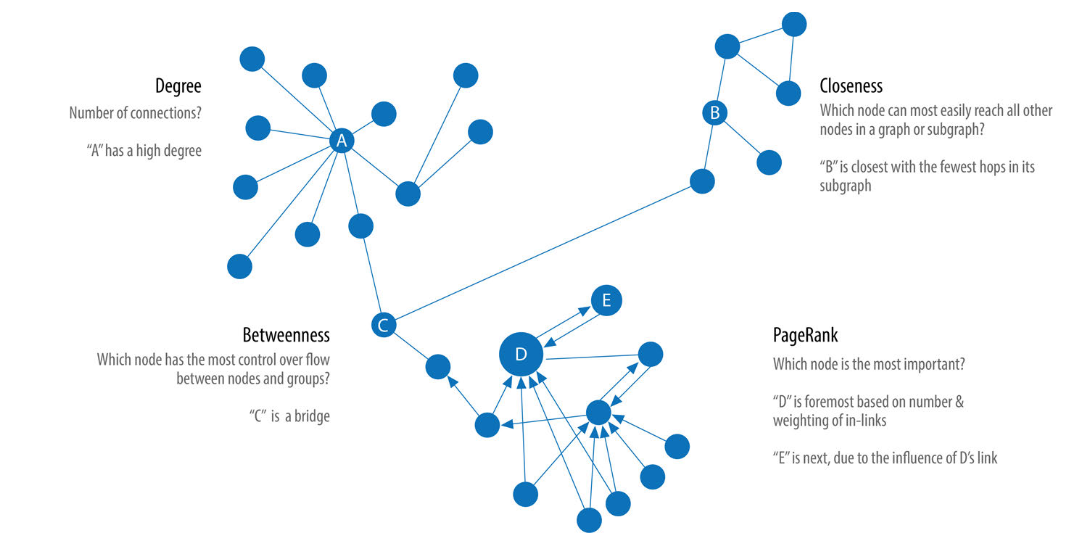 Degree
Number of connections?
“A” has a high degree
A
B
Closeness
Which node can most easily reach all other
nodes in a graph or subgraph?
“B” is closest with the fewest hops in its
subgraph
C
Betweenness
Which node has the most control over flow
between nodes and groups?
“C” is a bridge
E
D
PageRank
Which node is the most important?
“D” is foremost based on number &
weighting of in-links
“E” is next, due to the influence of D’s link